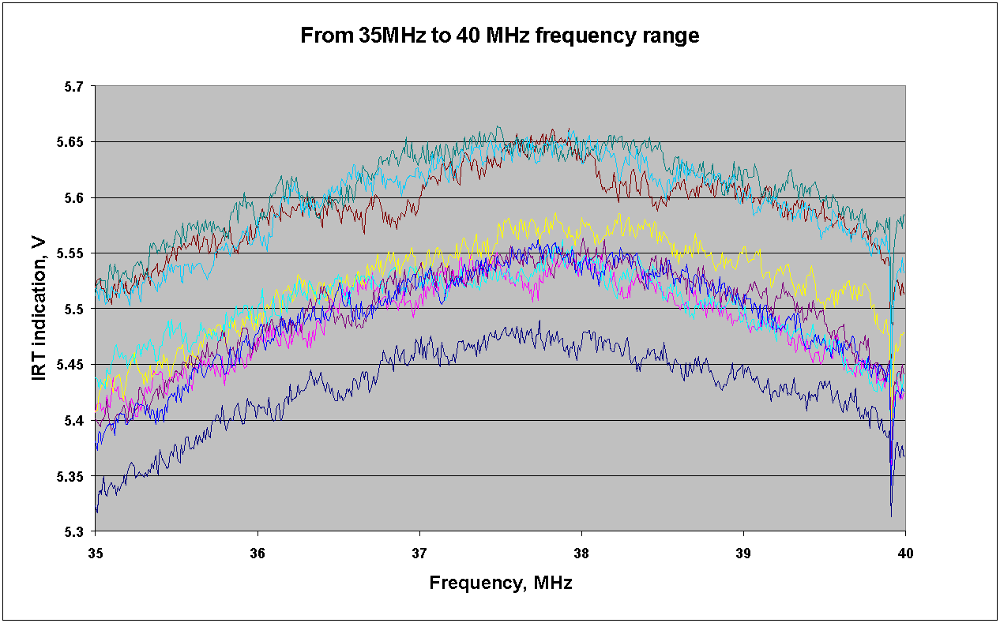 From 35MHz to 40 MHz frequency range
5.7
5.65
5.6
5.55
5.5
5.45
5.4
5.35
5.3
IRT indication, V
35 36 37 38 39 40
Frequency, MHz